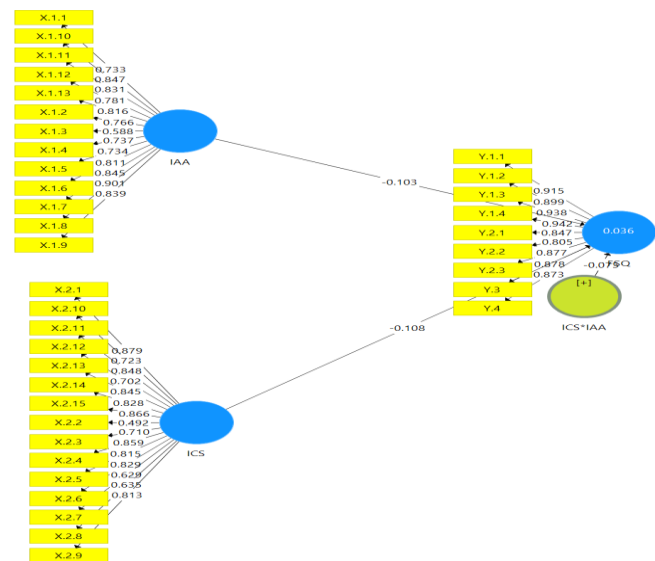 X.1.1
X.1.10
X.1.11
X.1.12
X.1.13
X.1.2
X.1.3
X.1.4
X.1.5
X.1.6
X.1.7
X.1.8
X.1.9
0.733
0.847
0.831
0.781
0.816
0.766
0.588
0.737
0.734
0.811
0.845
0.901
0.839
IAA
-0.103
Y.1.1
Y.1.2
Y.1.3
Y.1.4
Y.2.1
Y.2.2
Y.2.3
Y.3
Y.4
0.915
0.899
0.938
0.942
0.847
0.805
0.877
0.878
0.873
0.036
FSQ
-0.073
[+]
ICS*IAA
X.2.1
X.2.10
X.2.11
X.2.12
X.2.13
X.2.14
X.2.15
X.2.2
X.2.3
X.2.4
X.2.5
X.2.6
X.2.7
X.2.8
X.2.9
0.879
0.723
0.848
0.702
0.845
0.828
0.866
0.492
0.710
0.859
0.815
0.829
0.629
0.635
0.813
ICS
-0.108